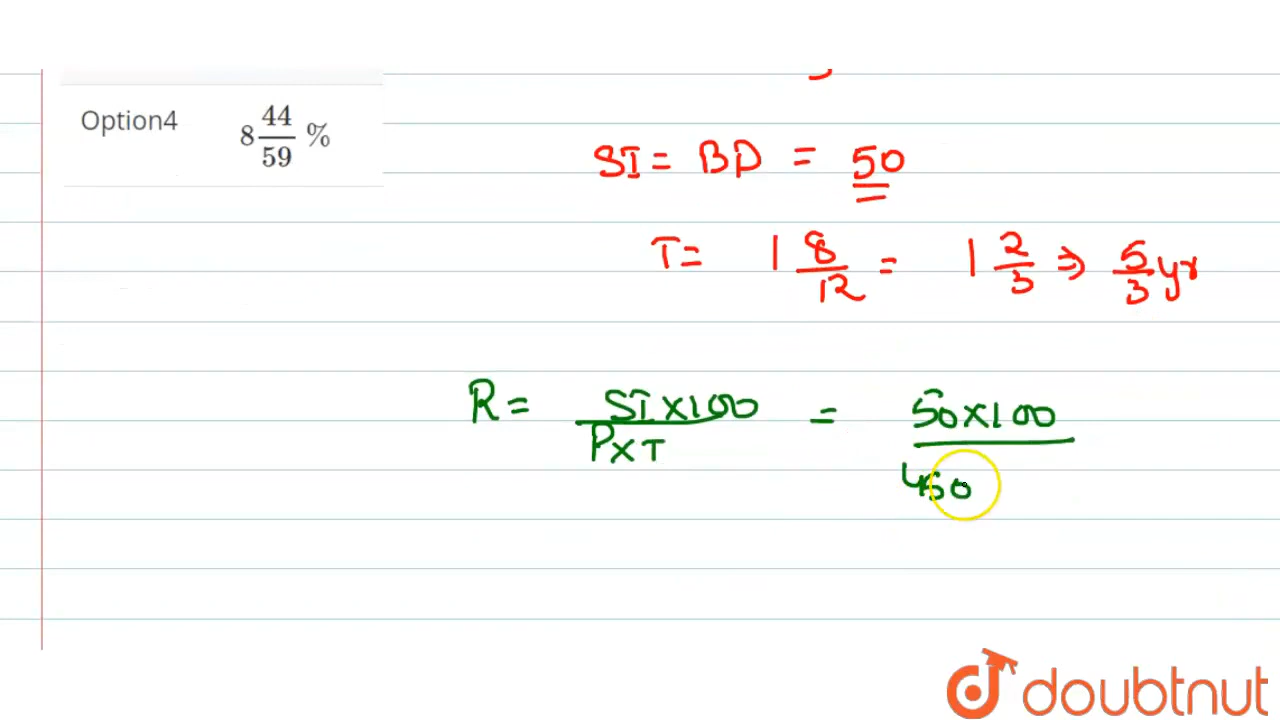 Option4 8 44/59 %
SI = BD = 50
T = 1 8/12 = 1 2/3 ⇒ 5/3 yr
R = SI×100/P×T = 50×100/450
doubtnut